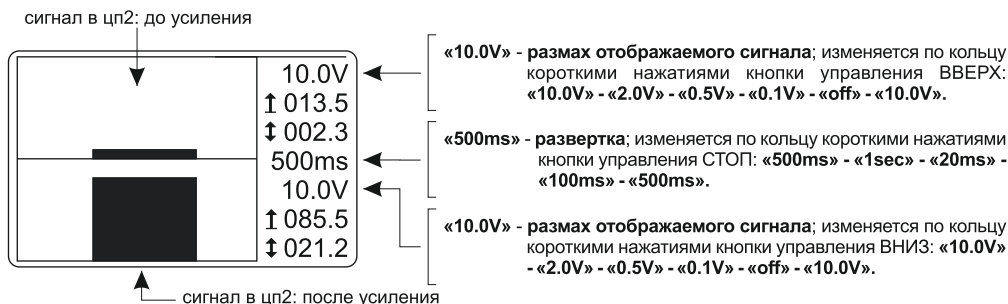 сигнал в цп2: до усиления
10.0V
↥ 013.5
↕ 002.3
500ms
10.0V
↥ 085.5
↕ 021.2
сигнал в цп2: после усиления
«10.0V» - размах отображаемого сигнала; изменяется по кольцу
короткими нажатиями кнопки управления ВВЕРХ:
«10.0V» - «2.0V» - «0.5V» - «0.1V» - «off» - «10.0V».
«500ms» - развертка; изменяется по кольцу короткими нажатиями
кнопки управления СТОП: «500ms» - «1sec» - «20ms» -
«100ms» - «500ms».
«10.0V» - размах отображаемого сигнала; изменяется по кольцу
короткими нажатиями кнопки управления ВНИЗ: «10.0V»
- «2.0V» - «0.5V» - «0.1V» - «off» - «10.0V».